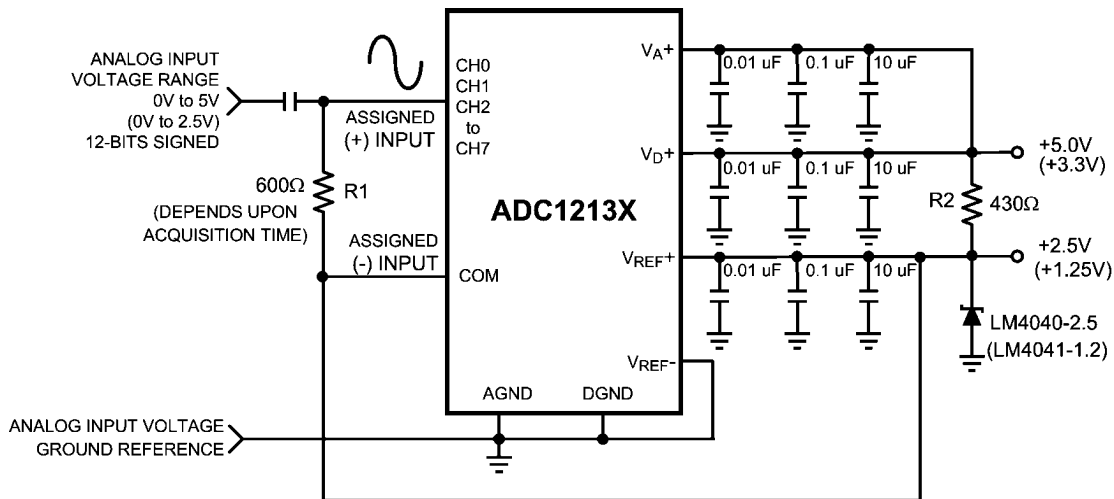 ANALOG INPUT
VOLTAGE RANGE
0V to 5V
(0V to 2.5V)
12-BITS SIGNED
ASSIGNED
(+) INPUT
600Ω
R1
(DEPENDS UPON
ACQUISITION TIME)
ASSIGNED
(-) INPUT
CH0
CH1
CH2
to
CH7
COM
ADC1213X
VA+
VD+
VREF+
VREF-
AGND
DGND
0.01 uF
0.1 uF
10 uF
0.01 uF
0.1 uF
10 uF
0.01 uF
0.1 uF
10 uF
+5.0V
(+3.3V)
R2
430Ω
+2.5V
(+1.25V)
LM4040-2.5
(LM4041-1.2)
ANALOG INPUT VOLTAGE
GROUND REFERENCE